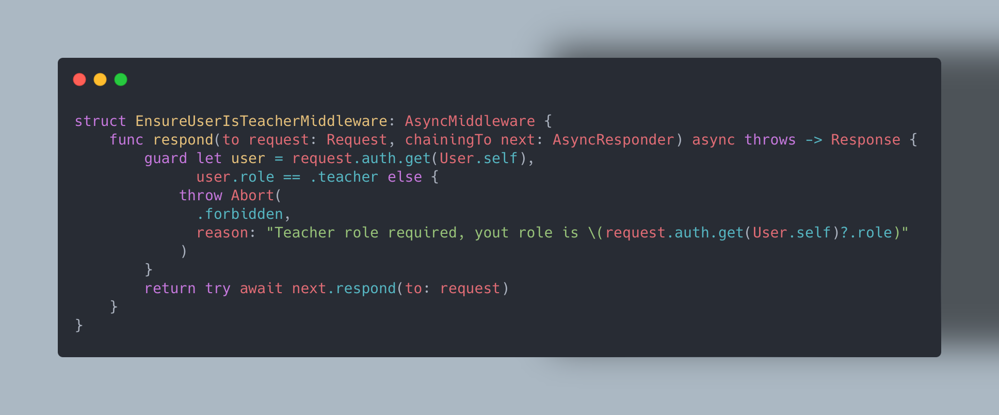 struct EnsureUserIsTeacherMiddleware: AsyncMiddleware {
    func respond(to request: Request, chainingTo next: AsyncResponder) async throws -> Response {
        guard let user = request.auth.get(User.self),
              user.role == .teacher else {
            throw Abort(
              .forbidden,
              reason: "Teacher role required, yout role is \(request.auth.get(User.self)?.role)"
            )
        }
        return try await next.respond(to: request)
    }
}